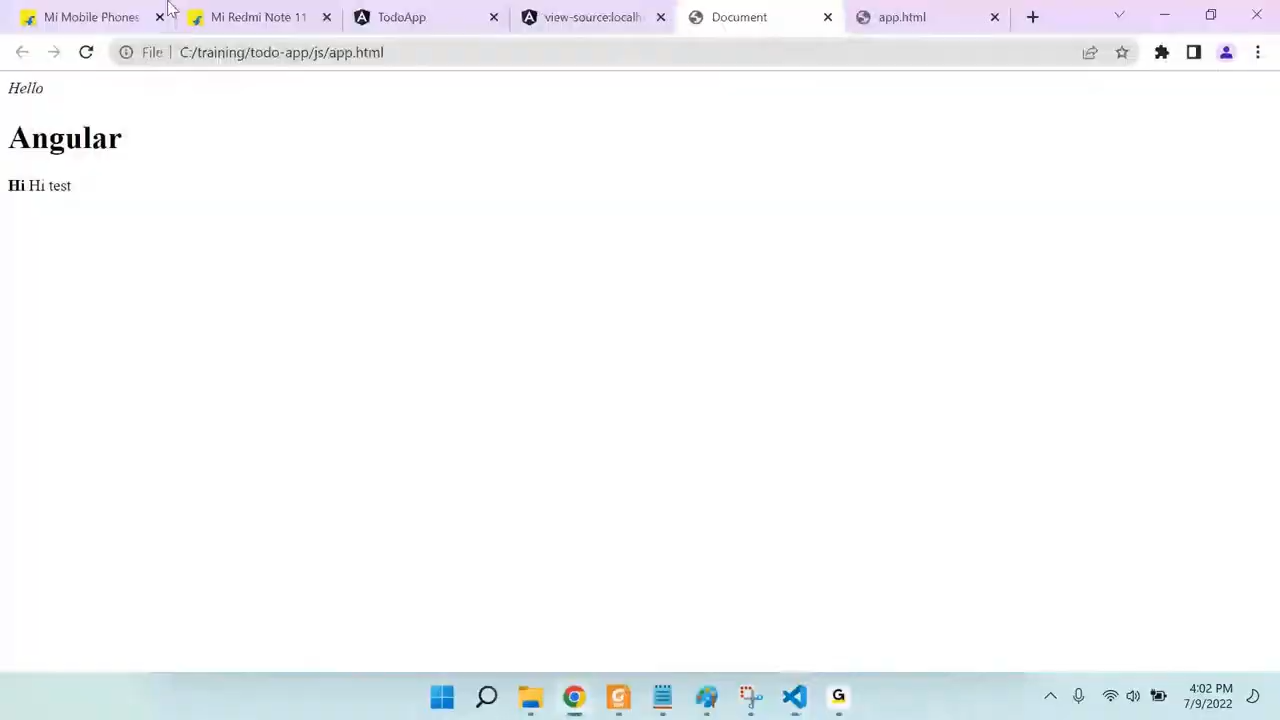 Mi Mobile Phones
Mi Redmi Note 11
TodoApp
view-source:localh
Document
app.html
File
C:/training/todo-app/js/app.html
Hello
Angular
Hi Hi test
4:02 PM
7/9/2022